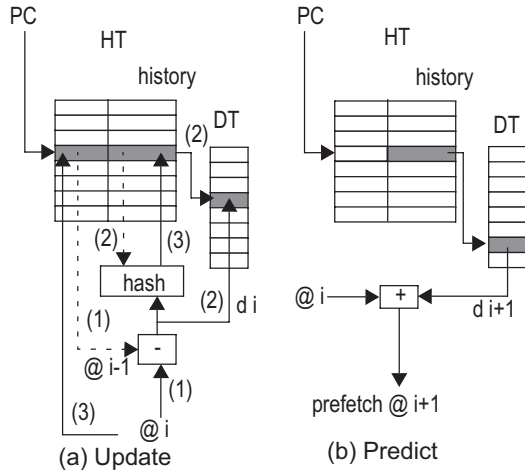 PC
HT
history
DT
(2)
(2)
(3)
hash
(2)
d i
(1)
-
@ i-1
(1)
(3)
@ i
(a) Update
PC
HT
history
DT
@ i
+
d i+1
prefetch @ i+1
(b) Predict